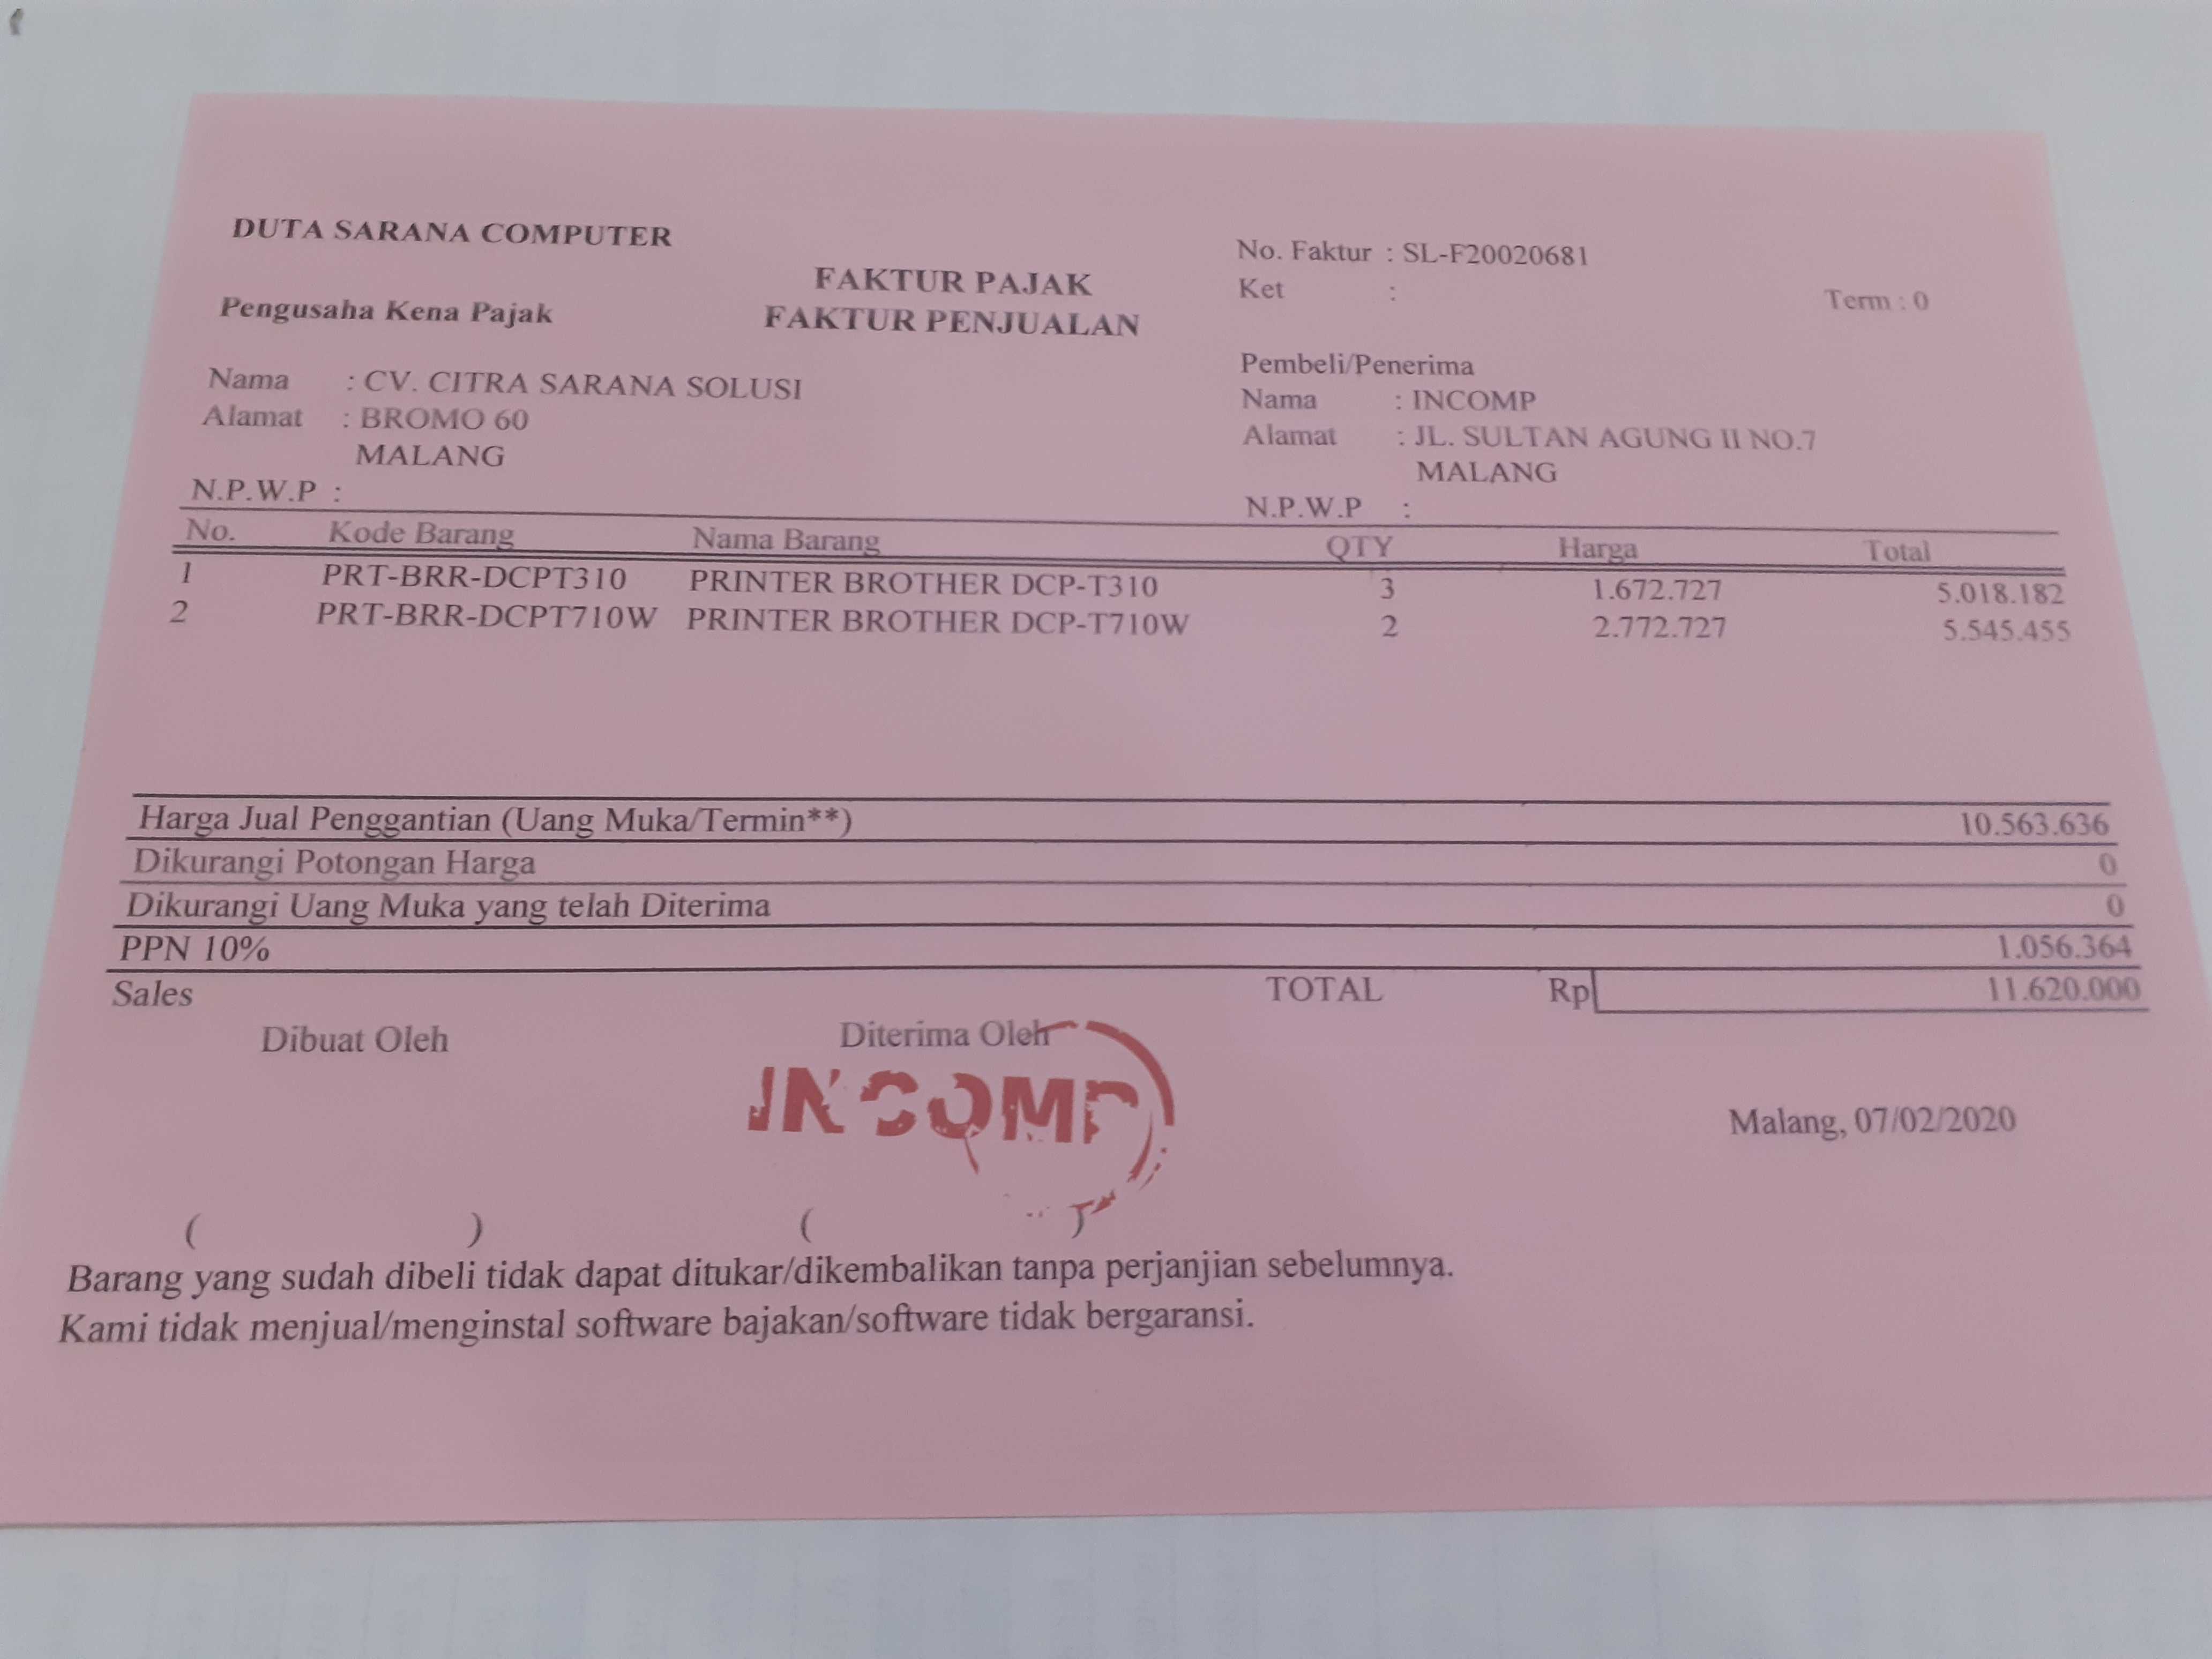 DUTA SARANA COMPUTER
FAKTUR PAJAK
FAKTUR PENJUALAN
No. Faktur : SL-F20020681
Ket :
Term : 0
Pengusaha Kena Pajak
Nama : CV. CITRA SARANA SOLUSI
Alamat : BROMO 60
MALANG
N.P.W.P :
Pembeli/Penerima
Nama : INCOMP
Alamat : JL. SULTAN AGUNG II NO.7
MALANG
N.P.W.P :
No. Kode Barang Nama Barang QTY Harga Total
1 PRT-BRR-DCPT310 PRINTER BROTHER DCP-T310 3 1.672.727 5.018.182
2 PRT-BRR-DCPT710W PRINTER BROTHER DCP-T710W 2 2.772.727 5.545.455
Harga Jual Penggantian (Uang Muka/Termin**) 10.563.636
Dikurangi Potongan Harga 0
Dikurangi Uang Muka yang telah Diterima 0
PPN 10% 1.056.364
Sales TOTAL Rp 11.620.000
Dibuat Oleh Diterima Oleh
INCOMP
Malang, 07/02/2020
( ) ( )
Barang yang sudah dibeli tidak dapat ditukar/dikembalikan tanpa perjanjian sebelumnya.
Kami tidak menjual/menginstal software bajakan/software tidak bergaransi.